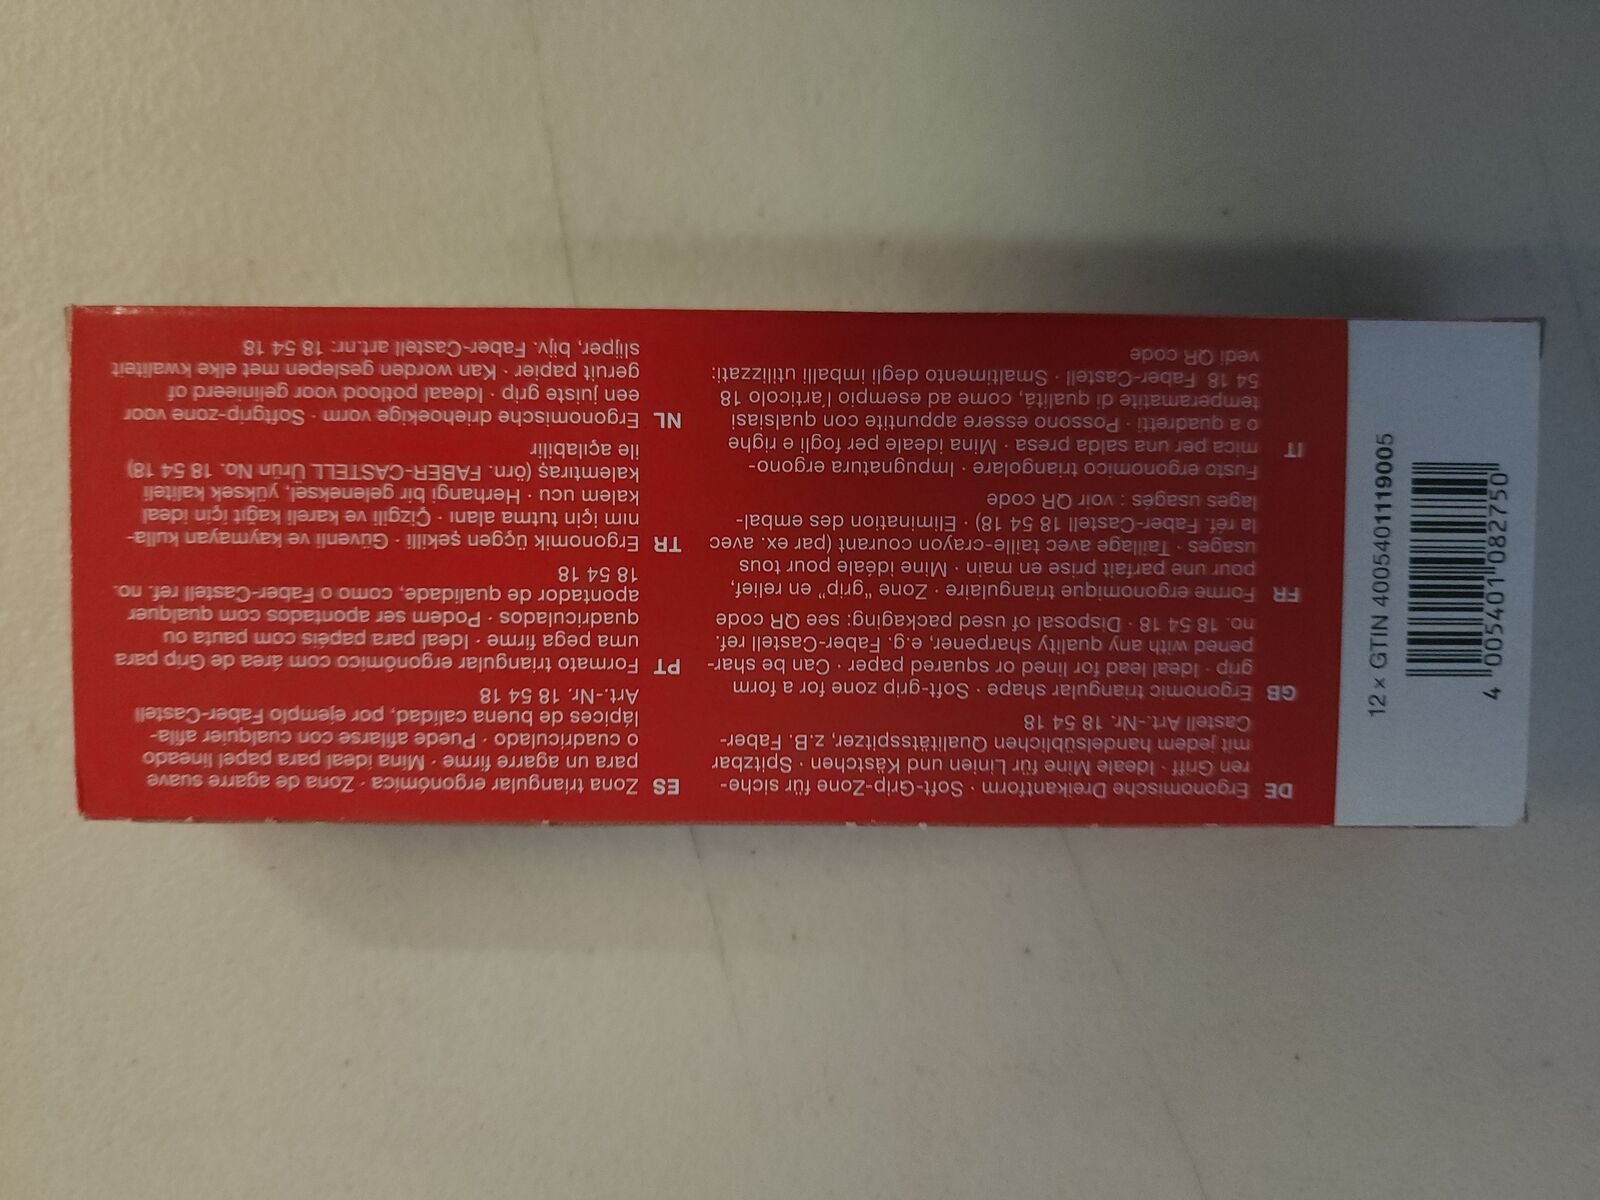 DE Ergonomische Dreikantform · Soft-Grip-Zone für siche-
ren Griff · Ideale Mine für Linien und Kästchen · Spitzbar
mit jedem handelsüblichen Qualitätsspitzer, z.B. Faber-
Castell Art.-Nr. 18 54 18
GB Ergonomic triangular shape · Soft-grip zone for a form
grip · Ideal lead for lined or squared paper · Can be shar-
pened with any quality sharpener, e.g. Faber-Castell ref.
no. 18 54 18 · Disposal of used packaging: see QR code
FR Forme ergonomique triangulaire · Zone "grip" en relief,
pour une parfait prise en main · Mine idéale pour tous
usages · Taillage avec taille-crayon courant (par ex. avec
la réf. Faber-Castell 18 54 18) · Elimination des embal-
lages usagés : voir QR code
IT Fusto ergonomico triangolare · Impugnatura ergono-
mica per una salda presa · Mina ideale per fogli e righe
o a quadretti · Possono essere appuntite con qualsiasi
temperamatite di qualità, come ad esempio l'articolo 18
54 18 Faber-Castell · Smaltimento degli imballi utilizzati:
vedi QR code
ES Zona triangular ergonómica · Zona de agarre suave
para un agarre firme · Mina ideal para papel lineado
o cuadriculado · Puede afilarse con cualquier afila-
lápices de buena calidad, por ejemplo Faber-Castell
Art.-Nr. 18 54 18
PT Formato triângular ergonómico com área de Grip para
uma pega firme · Ideal para papéis com pauta ou
quadriculados · Podem ser apontados com qualquer
apontador de qualidade, como o Faber-Castell ref. no.
18 54 18
TR Ergonomik üçgen şekilli · Güvenli ve kaymayan kulla-
nım için tutma alanı · Çizgili ve kareli kağıt için ideal
kalem ucu · Herhangi bir geleneksel, yüksek kaliteli
kalemtıraş (örn. FABER-CASTELL Ürün No. 18 54 18)
ile açılabilir
NL Ergonomische driehoekige vorm · Softgrip-zone voor
een juiste grip · Ideaal potlood voor gelinieerd of
geruit papier · Kan worden geslepen met elke kwaliteit
slijper, bijv. Faber-Castell art.nr: 18 54 18
12 x GTIN 4005401119005
4 005401 082750